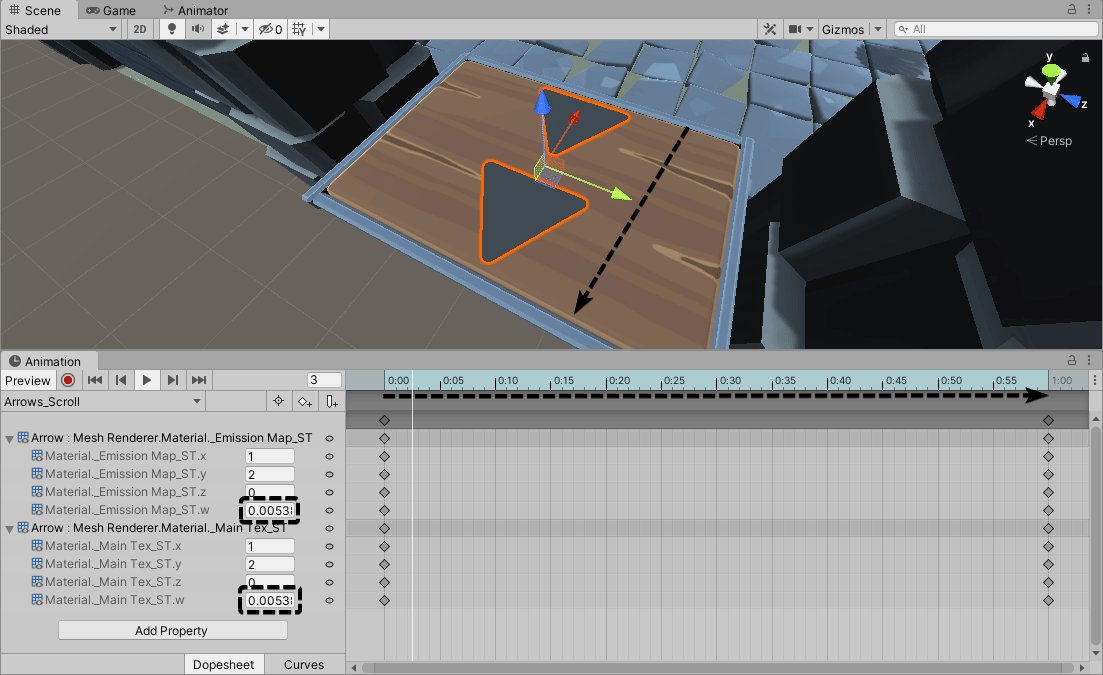 Scene Game Animator
Shaded 2D 0 Gizmos All
y
z
x
Persp
Animation
Preview 3 0:00 0:05 0:10 0:15 0:20 0:25 0:30 0:35 0:40 0:45 0:50 0:55 1:00
Arrows_Scroll
Arrow : Mesh Renderer.Material._Emission Map_ST
Material._Emission Map_ST.x 1
Material._Emission Map_ST.y 2
Material._Emission Map_ST.z 0
Material._Emission Map_ST.w 0.0053
Arrow : Mesh Renderer.Material._Main Tex_ST
Material._Main Tex_ST.x 1
Material._Main Tex_ST.y 2
Material._Main Tex_ST.z 0
Material._Main Tex_ST.w 0.0053
Add Property
Dopesheet Curves